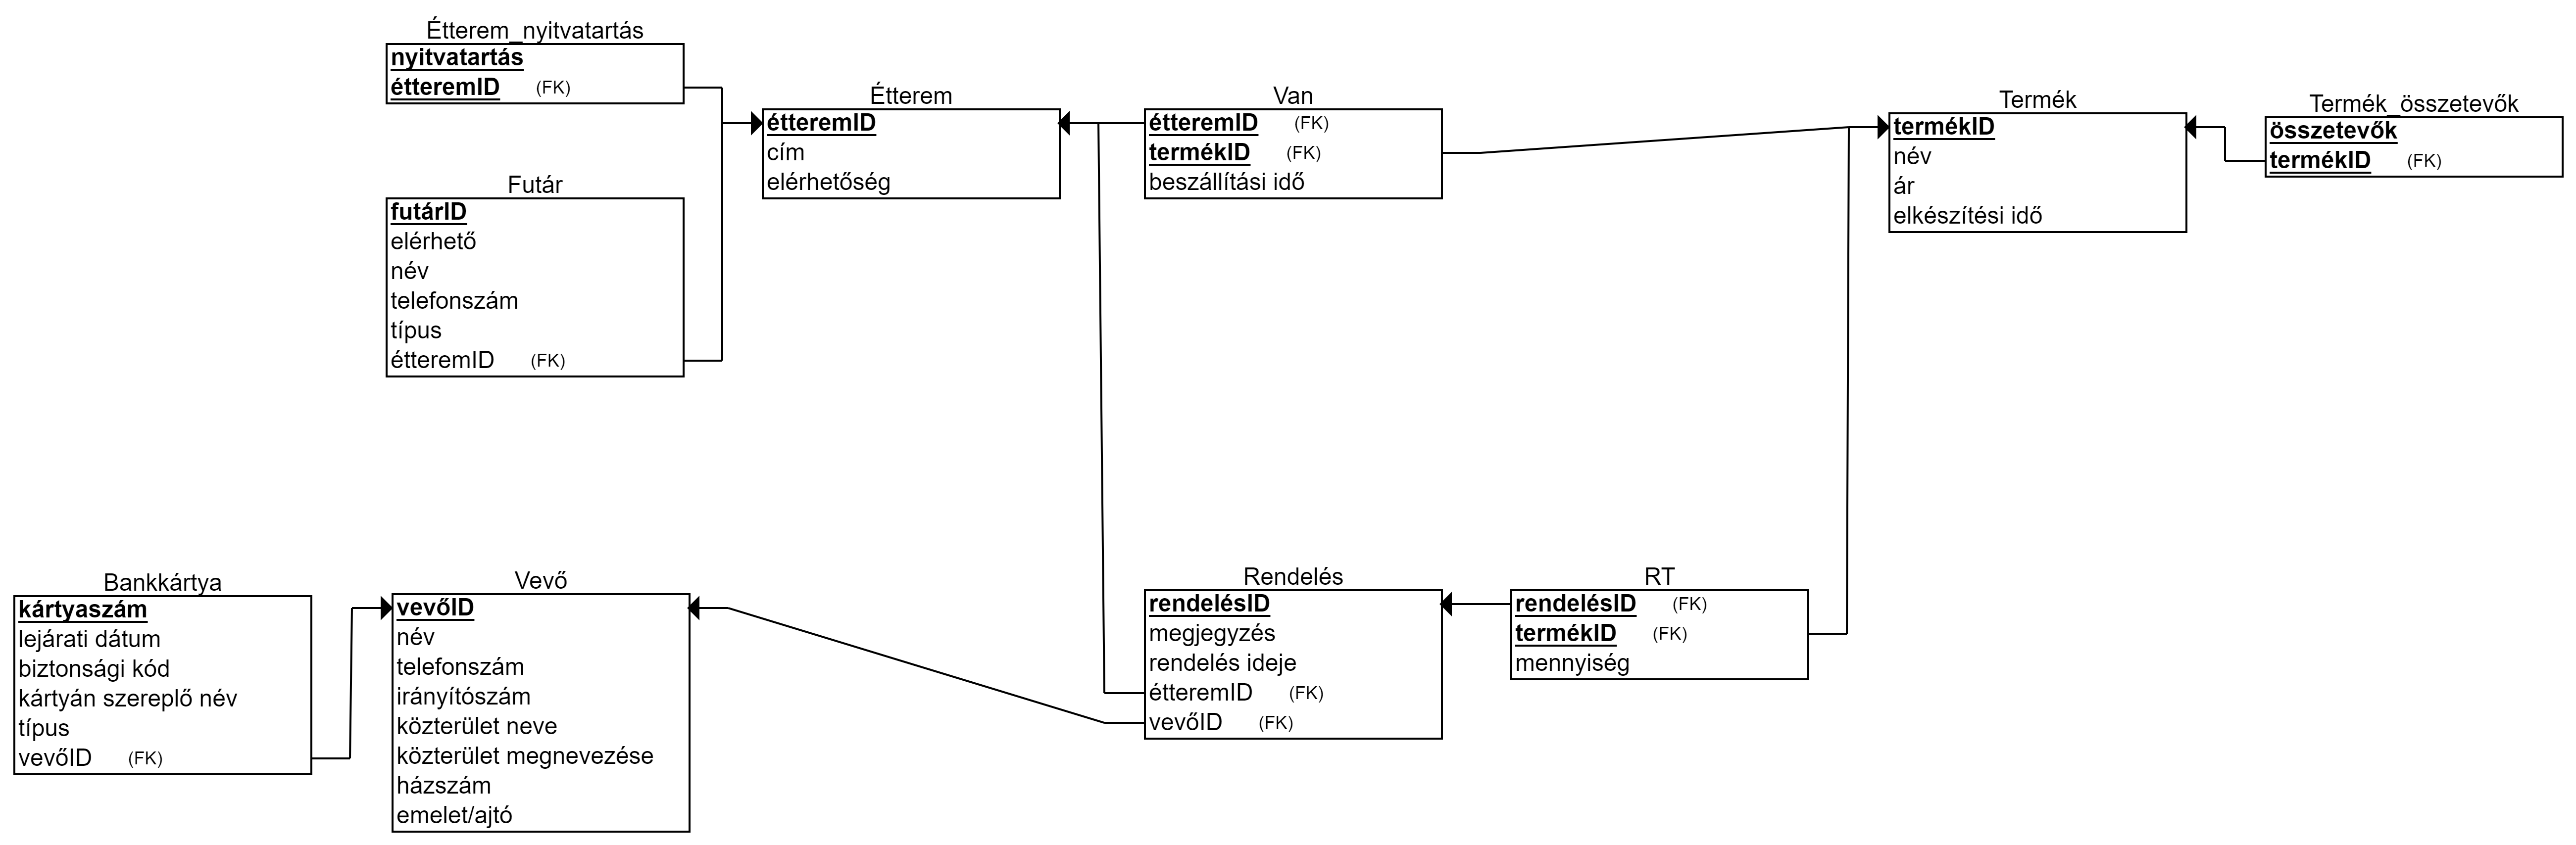 Étterem_nyitvatartás
nyitvatartás
étteremID (FK)
Futár
futárID
elérhető
név
telefonszám
típus
étteremID (FK)
Étterem
étteremID
cím
elérhetőség
Van
étteremID (FK)
termékID (FK)
beszállítási idő
Termék
termékID
név
ár
elkészítési idő
Termék_összetevők
összetevők
termékID (FK)
Bankkártya
kártyaszám
lejárati dátum
biztonsági kód
kártyán szereplő név
típus
vevőID (FK)
Vevő
vevőID
név
telefonszám
irányítószám
közterület neve
közterület megnevezése
házszám
emelet/ajtó
Rendelés
rendelésID
megjegyzés
rendelés ideje
étteremID (FK)
vevőID (FK)
RT
rendelésID (FK)
termékID (FK)
mennyiség